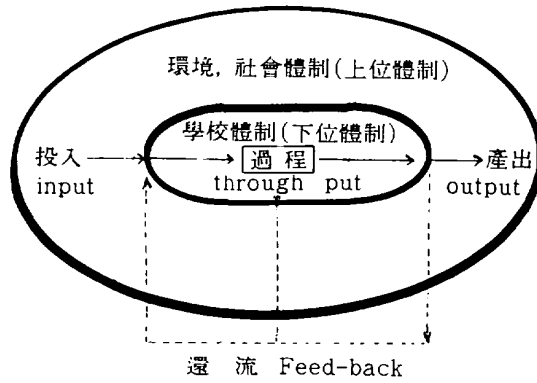 環境, 社會體制(上位體制)
學校體制(下位體制)
投入 過程 產出
input through put output
還流 Feed-back